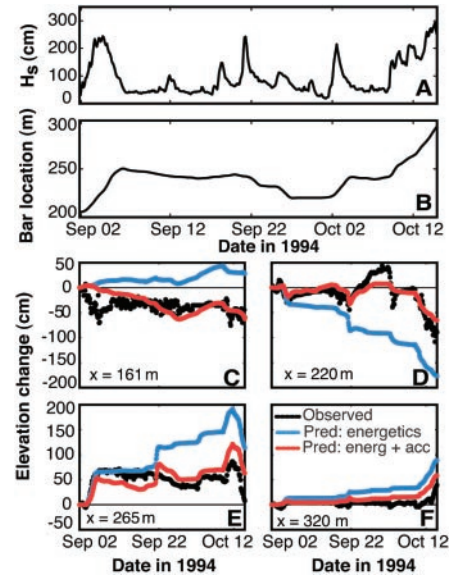 300
200
100
0
H_s (cm)
A
300
250
200
Bar location (m)
B
Sep 02 Sep 12 Sep 22 Oct 02 Oct 12
Date in 1994
50
0
-50
-100
-150
-200
Elevation change (cm)
x = 161 m
C
50
0
-50
-100
-150
-200
x = 220 m
D
200
150
100
50
0
-50
x = 265 m
E
Observed
Pred: energetics
Pred: energ + acc
x = 320 m
F
Sep 02 Sep 22 Oct 12
Date in 1994
Sep 02 Sep 22 Oct 12
Date in 1994